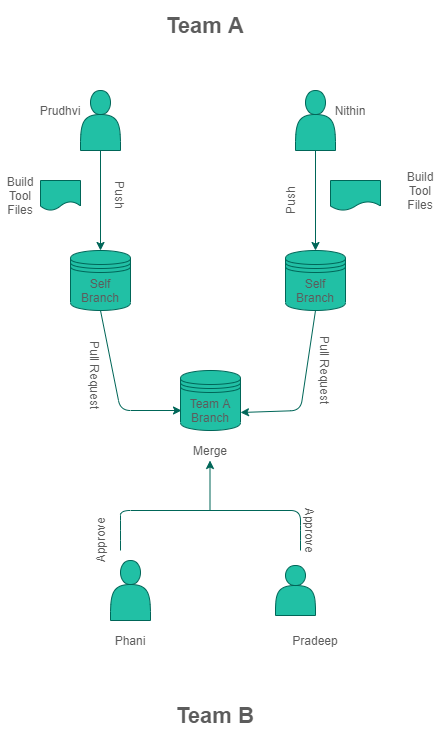 Team A
Prudhvi
Nithin
Build
Tool
Files
Push
Push
Build
Tool
Files
Self
Branch
Self
Branch
Pull Request
Pull Request
Team A
Branch
Merge
Approve
Approve
Phani
Pradeep
Team B